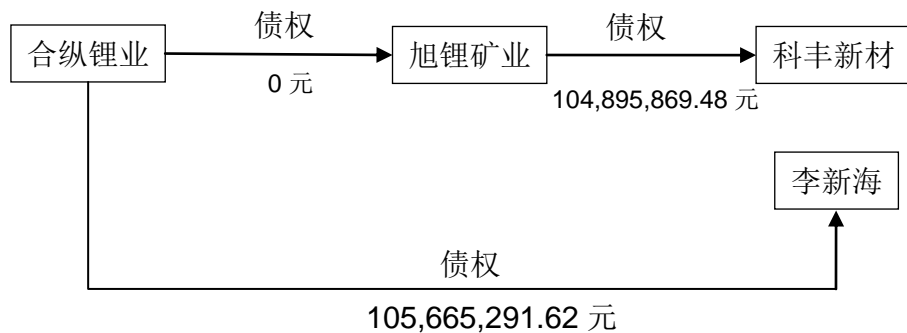 债权
债权
合纵锂业
旭锂矿业
科丰新材
0 元
104,895,869.48 元
李新海
债权
105,665,291.62 元